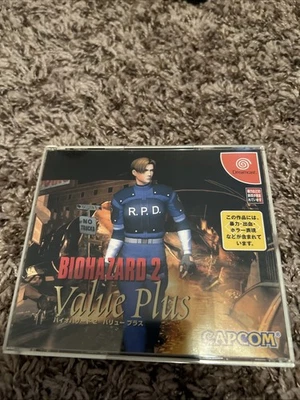 Dreamcast
この作品には、
暴力・出血・
ホラー表現
などが含まれて
います。
R.P.D.
BIOHAZARD 2
Value Plus
バイオハザード 2 バリュー プラス
CAPCOM